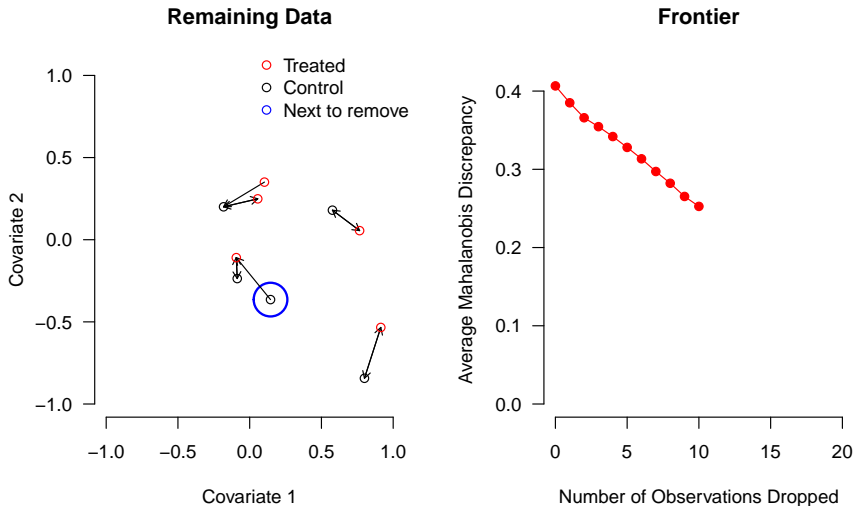 Remaining Data
Treated
Control
Next to remove
1.0
0.5
0.0
−0.5
−1.0
Covariate 2
−1.0 −0.5 0.0 0.5 1.0
Covariate 1
Frontier
0.4
0.3
0.2
0.1
0.0
Average Mahalanobis Discrepancy
0 5 10 15 20
Number of Observations Dropped